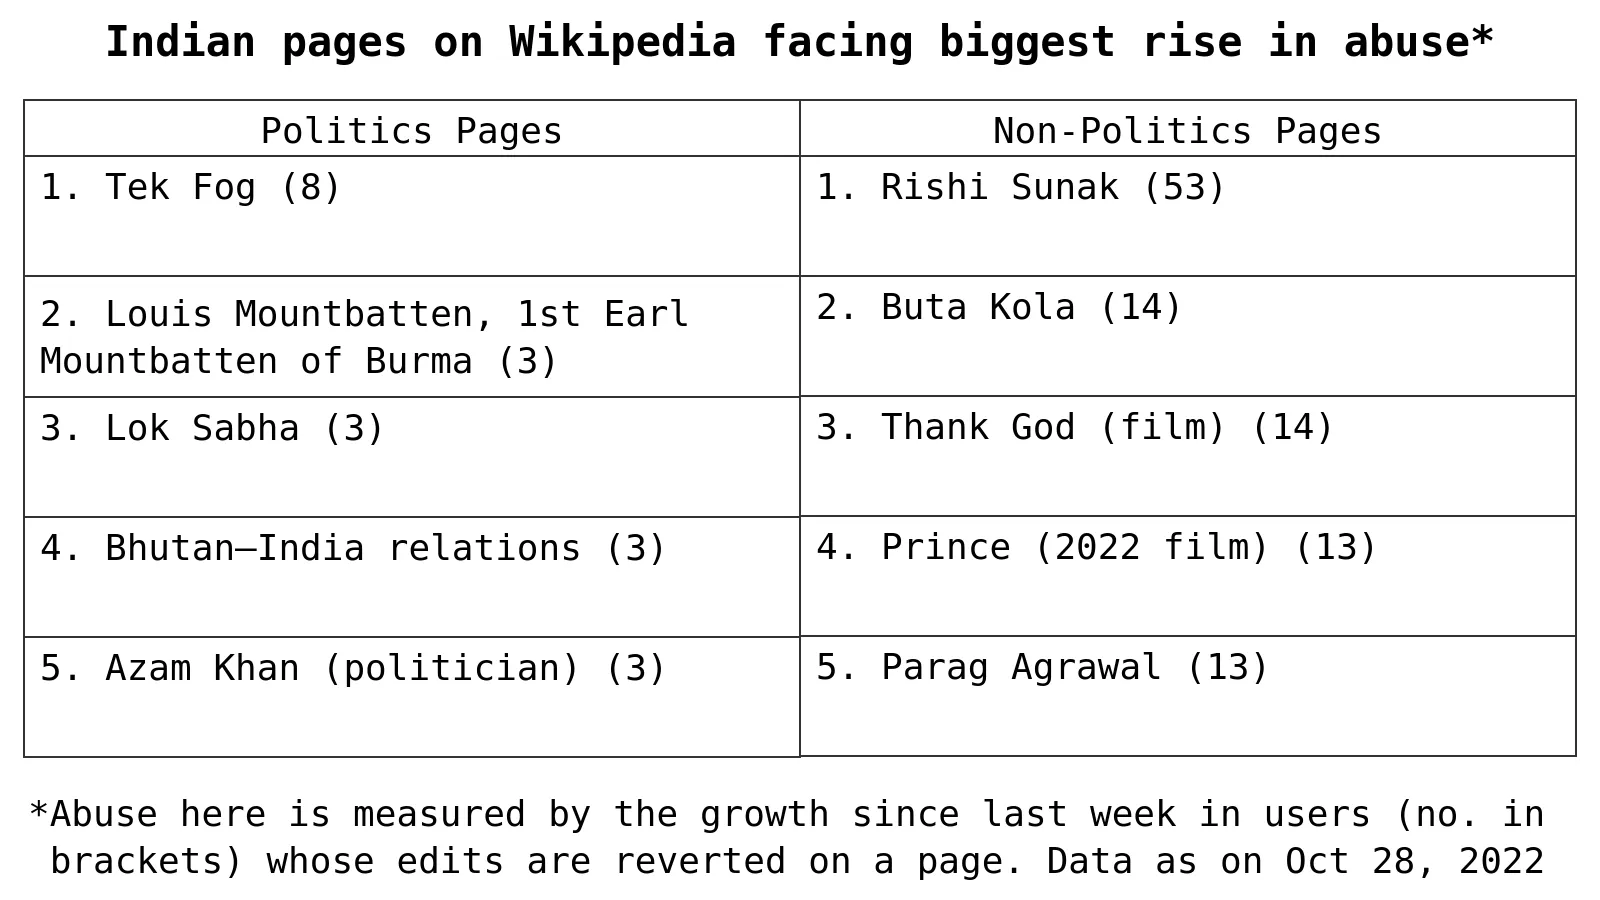 Indian pages on Wikipedia facing biggest rise in abuse*
Politics Pages
Non-Politics Pages
1. Tek Fog (8)
1. Rishi Sunak (53)
2. Louis Mountbatten, 1st Earl
Mountbatten of Burma (3)
2. Buta Kola (14)
3. Lok Sabha (3)
3. Thank God (film) (14)
4. Bhutan–India relations (3)
4. Prince (2022 film) (13)
5. Azam Khan (politician) (3)
5. Parag Agrawal (13)
*Abuse here is measured by the growth since last week in users (no. in
brackets) whose edits are reverted on a page. Data as on Oct 28, 2022